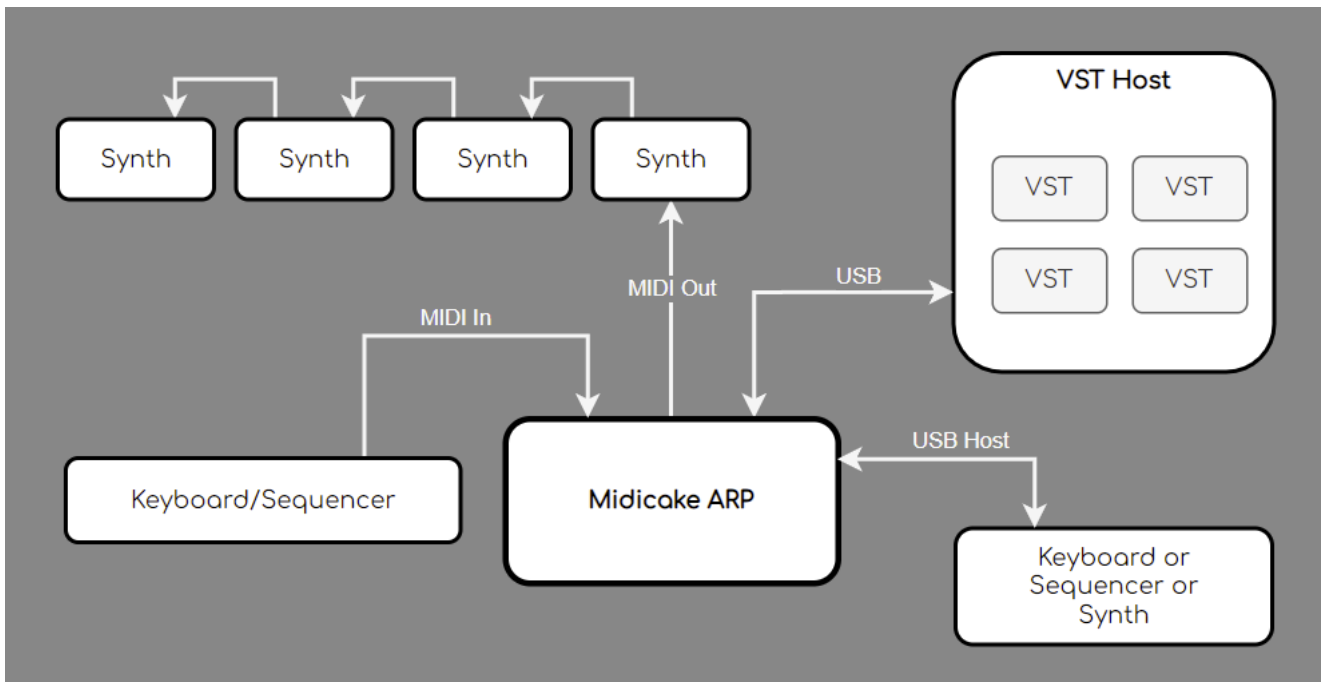 VST Host
Synth
Synth
Synth
Synth
VST
VST
VST
VST
USB
MIDI Out
MIDI In
USB Host
Keyboard/Sequencer
Midicake ARP
Keyboard or
Sequencer or
Synth